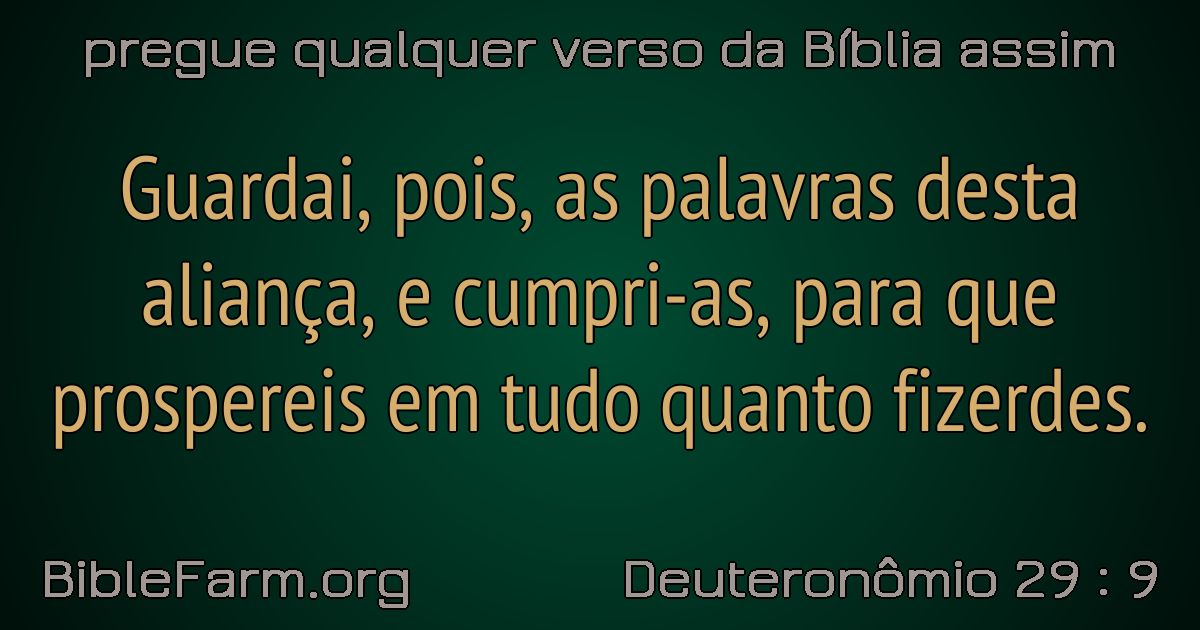 pregue qualquer verso da Bíblia assim
Guardai, pois, as palavras desta
aliança, e cumpri-as, para que
prospereis em tudo quanto fizerdes.
BibleFarm.org
Deuteronômio 29 : 9